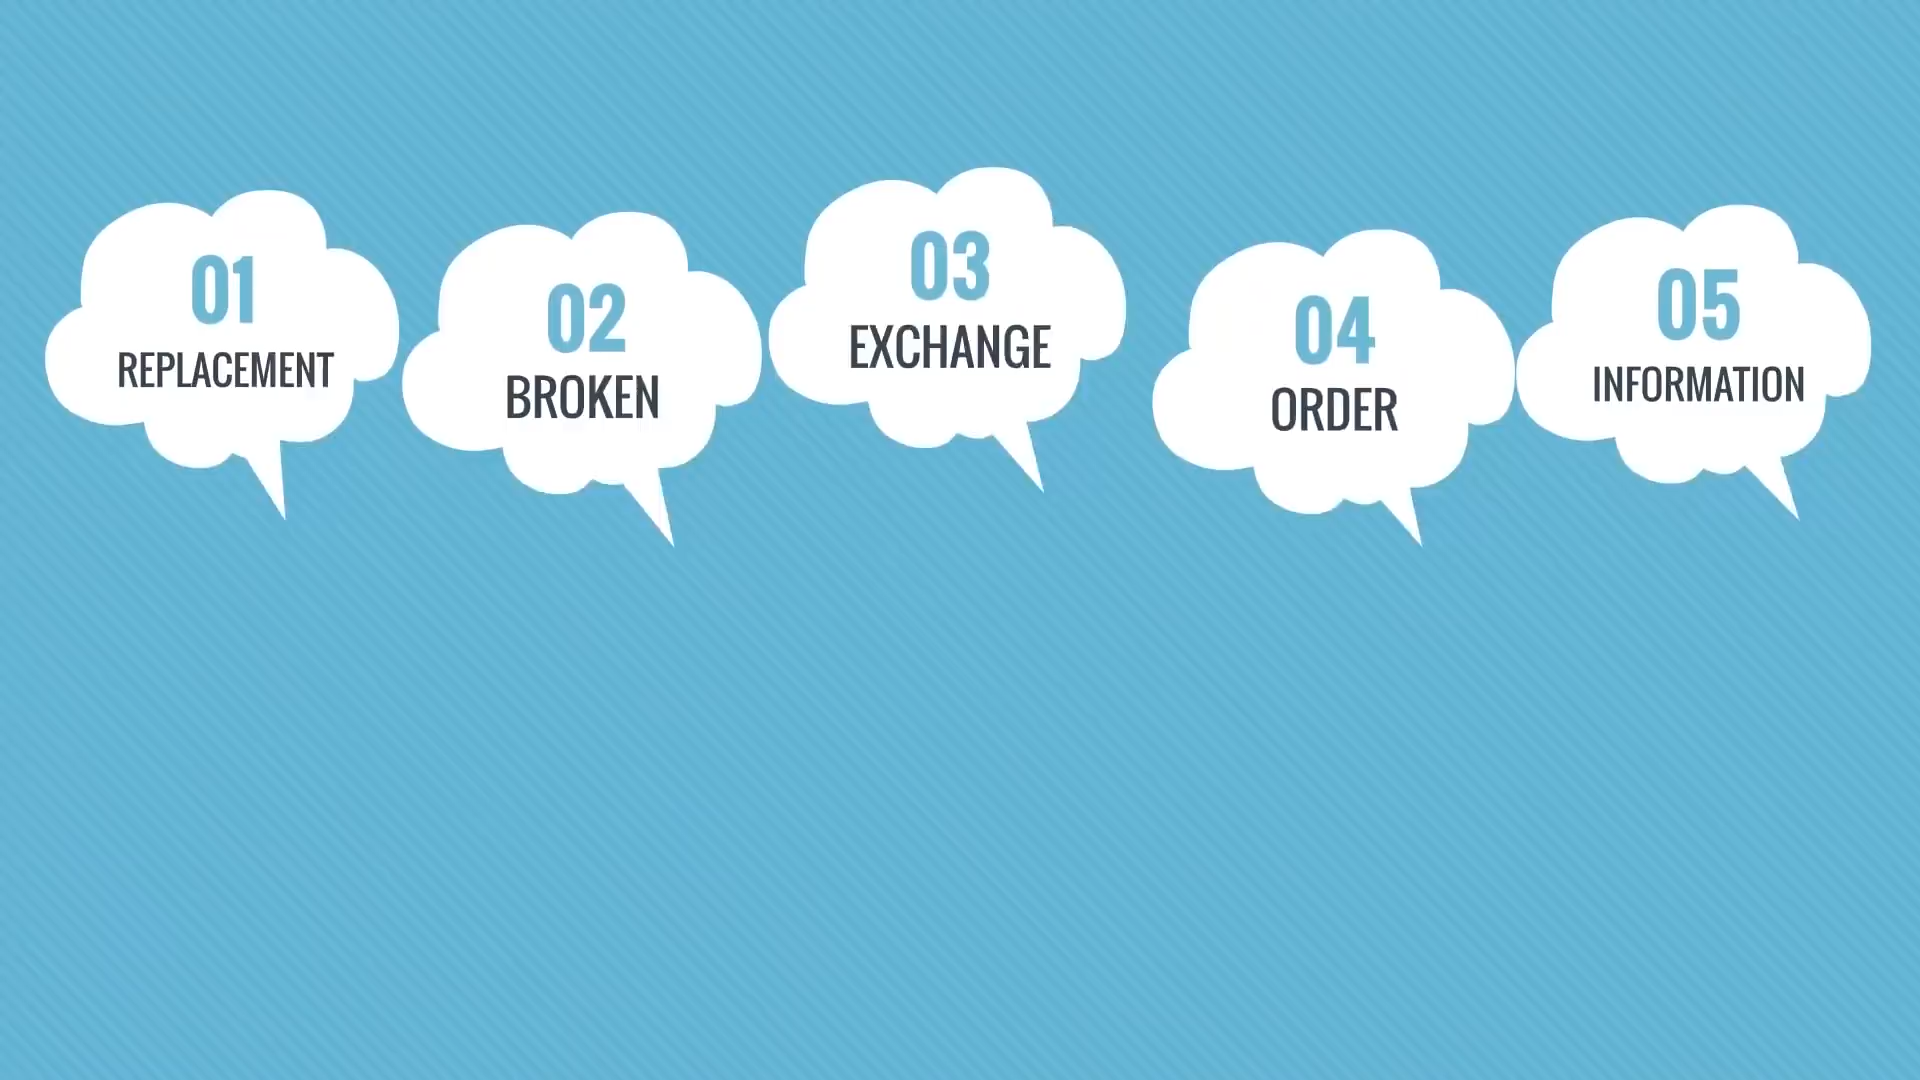 01
REPLACEMENT
02
BROKEN
03
EXCHANGE
04
ORDER
05
INFORMATION